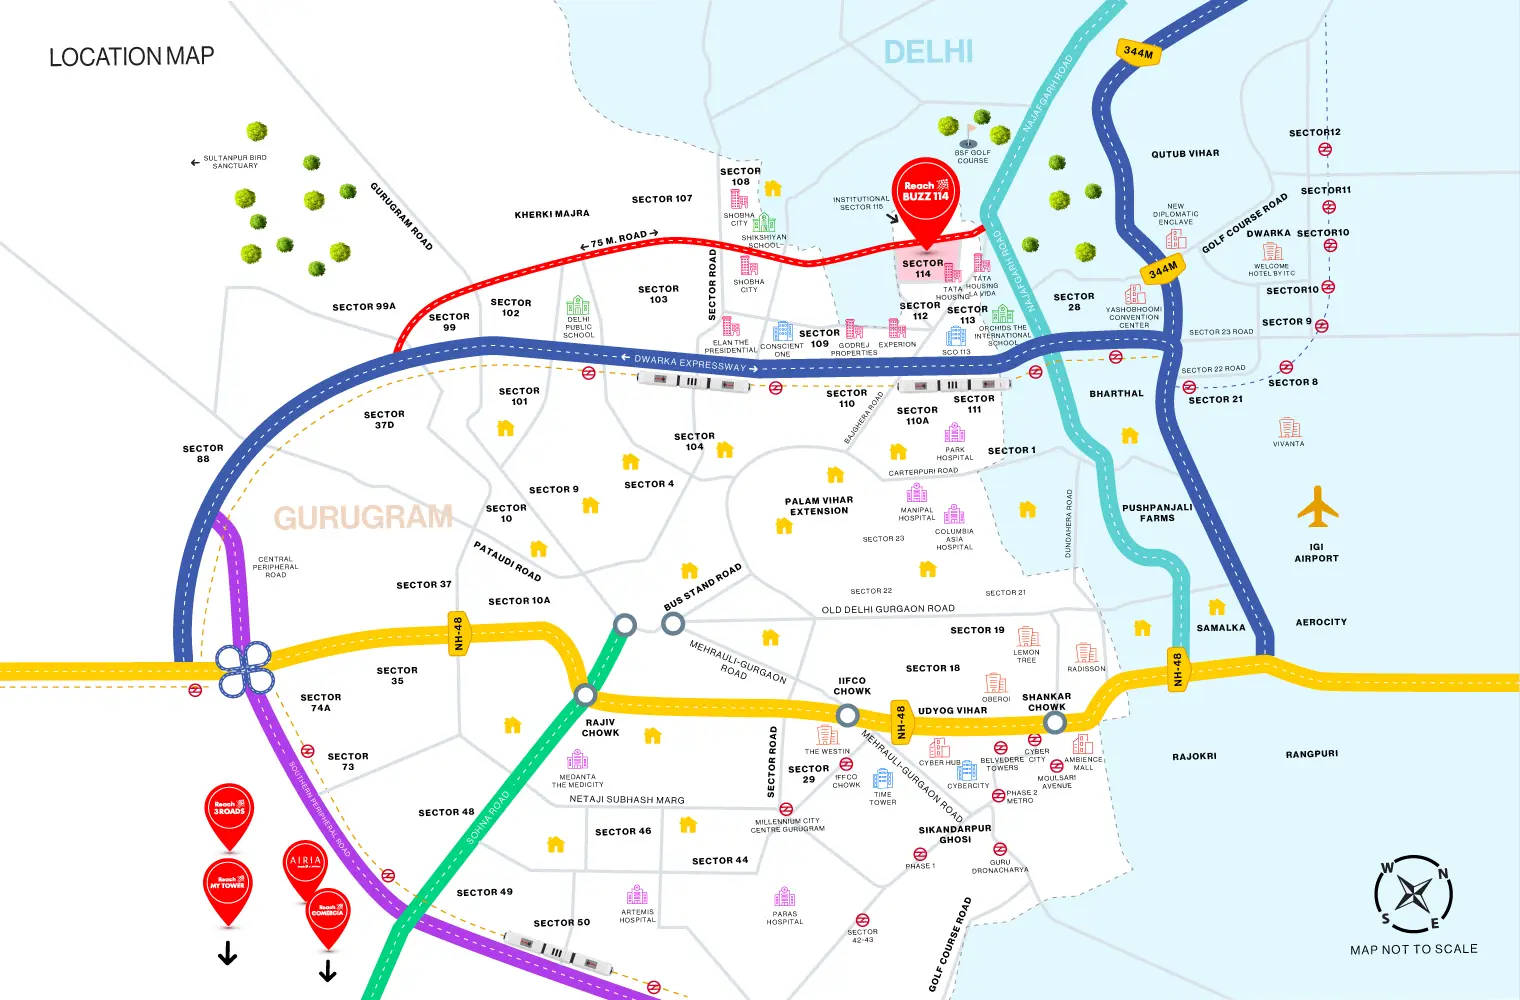 LOCATION MAP
DELHI
344M
NAJAFGARH ROAD
SULTANPUR BIRD
SANCTUARY
GURUGRAM ROAD
KHERKI MAJRA
SECTOR 107
SECTOR
108
SHOBHA
CITY
SHIKSHIYAN
SCHOOL
75 M. ROAD
INSTITUTIONAL
SECTOR 115
Reach
BUZZ 114
BSF GOLF
COURSE
QUTUB VIHAR
SECTOR12
SECTOR11
NEW
DIPLOMATIC
ENCLAVE
GOLF COURSE ROAD
DWARKA
SECTOR10
WELCOME
HOTEL BY ITC
SECTOR10
344M
NAJAFGARH ROAD
SECTOR
114
TATA
HOUSING
TATA
HOUSING
LA VIDA
SECTOR ROAD
SHOBHA
CITY
SECTOR 99A
SECTOR
99
SECTOR
102
SECTOR
103
DELHI
PUBLIC
SCHOOL
ELAN THE
PRESIDENTIAL
CONSCIENT
ONE
SECTOR
109
GODREJ
PROPERTIES
EXPERION
SECTOR
112
SECTOR
113
SCO 113
ORCHIDS THE
INTERNATIONAL
SCHOOL
SECTOR
28
YASHOBHOOMI
CONVENTION
CENTER
SECTOR 23 ROAD
SECTOR 9
DWARKA EXPRESSWAY
SECTOR 22 ROAD
SECTOR 8
SECTOR 21
BHARTHAL
SECTOR
101
SECTOR
37D
SECTOR
88
SECTOR
104
SECTOR
110
BAJGHERA ROAD
SECTOR
110A
SECTOR
111
PARK
HOSPITAL
SECTOR 1
CARTERPURI ROAD
VIVANTA
SECTOR 9
SECTOR 4
SECTOR
10
PALAM VIHAR
EXTENSION
MANIPAL
HOSPITAL
COLUMBIA
ASIA
HOSPITAL
SECTOR 23
DUNDAHERA ROAD
PUSHPANJALI
FARMS
IGI
AIRPORT
GURUGRAM
CENTRAL
PERIPHERAL
ROAD
PATAUDI ROAD
SECTOR 37
SECTOR 10A
BUS STAND ROAD
SECTOR 22
SECTOR 21
OLD DELHI GURGAON ROAD
SAMALKA
AEROCITY
NH-48
MEHRAULI-GURGAON
ROAD
SECTOR 19
SECTOR 18
LEMON
TREE
RADISSON
NH-48
SECTOR
35
SECTOR
74A
SECTOR
73
RAJIV
CHOWK
IIFCO
CHOWK
NH-48
UDYOG VIHAR
OBEROI
SHANKAR
CHOWK
RAJOKRI
RANGPURI
SECTOR ROAD
THE WESTIN
SECTOR
29
IFFCO
CHOWK
MEHRAULI-GURGAON ROAD
TIME
TOWER
CYBER HUB
CYBERCITY
BELVEDERE
TOWERS
CYBER
CITY
AMBIENCE
MALL
MOULSARI
AVENUE
PHASE 2
METRO
MEDANTA
THE MEDICITY
NETAJI SUBHASH MARG
MILLENNIUM CITY
CENTRE GURUGRAM
SIKANDARPUR
GHOSI
PHASE 1
GURU
DRONACHARYA
SOUTHERN PERIPHERAL ROAD
SOHNA ROAD
SECTOR 48
SECTOR 46
SECTOR 44
SECTOR 49
SECTOR 50
ARTEMIS
HOSPITAL
PARAS
HOSPITAL
SECTOR
42-43
GOLF COURSE ROAD
Reach
3ROADS
Reach
MY TOWER
AIRIA
Reach
COMERCIA
W
N
S
E
MAP NOT TO SCALE